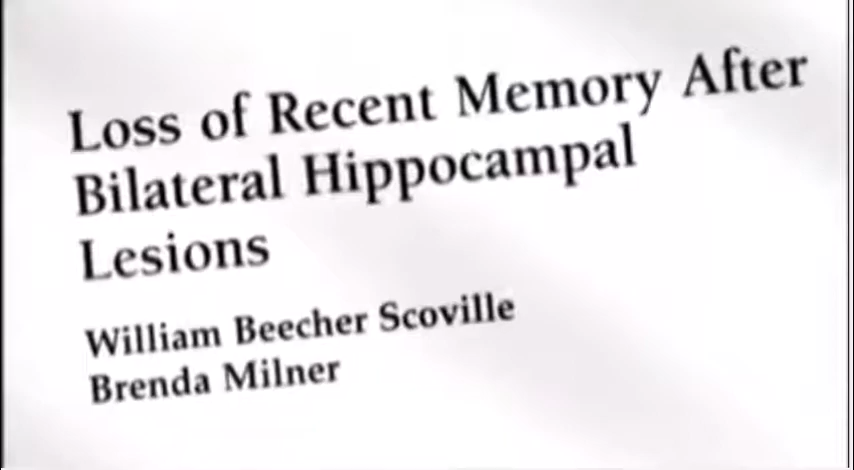 Loss of Recent Memory After
Bilateral Hippocampal
Lesions
William Beecher Scoville
Brenda Milner